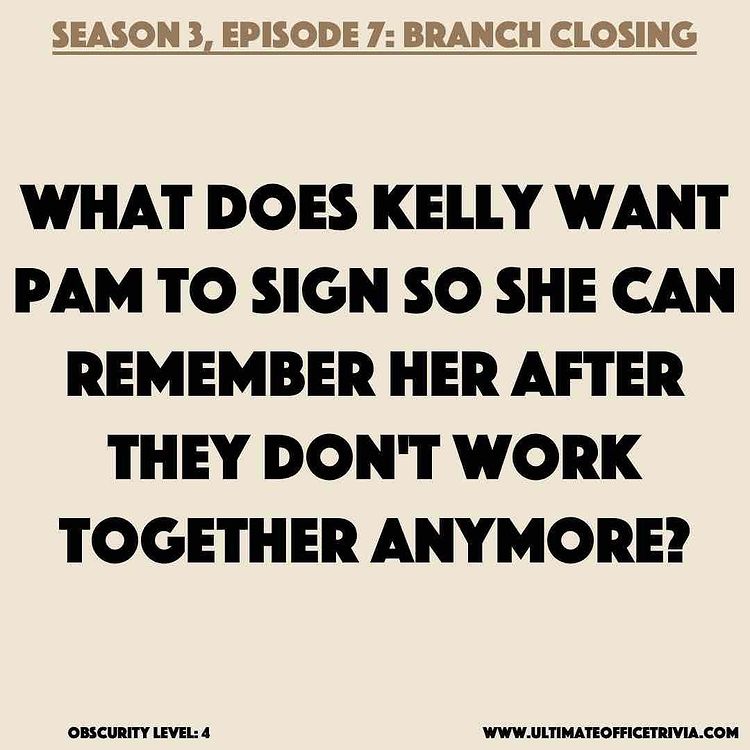 SEASON 3, EPISODE 7: BRANCH CLOSING
WHAT DOES KELLY WANT
PAM TO SIGN SO SHE CAN
REMEMBER HER AFTER
THEY DON'T WORK
TOGETHER ANYMORE?
OBSCURITY LEVEL: 4
WWW.ULTIMATEOFFICETRIVIA.COM